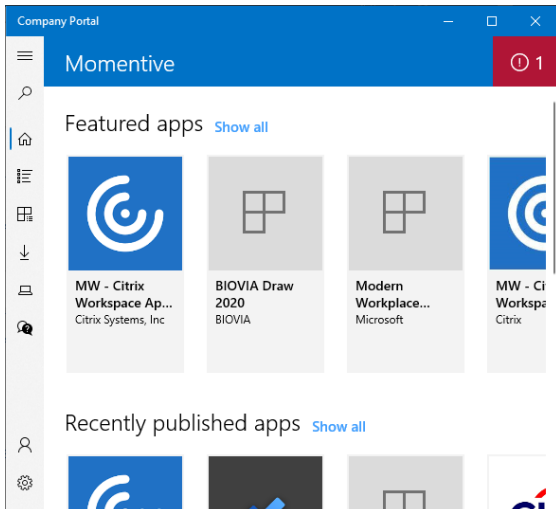 Company Portal
Momentive
1
Featured apps Show all
MW - Citrix
Workspace Ap...
Citrix Systems, Inc
BIOVIA Draw
2020
BIOVIA
Modern
Workplace...
Microsoft
MW - Ci
Workspa
Citrix
Recently published apps Show all